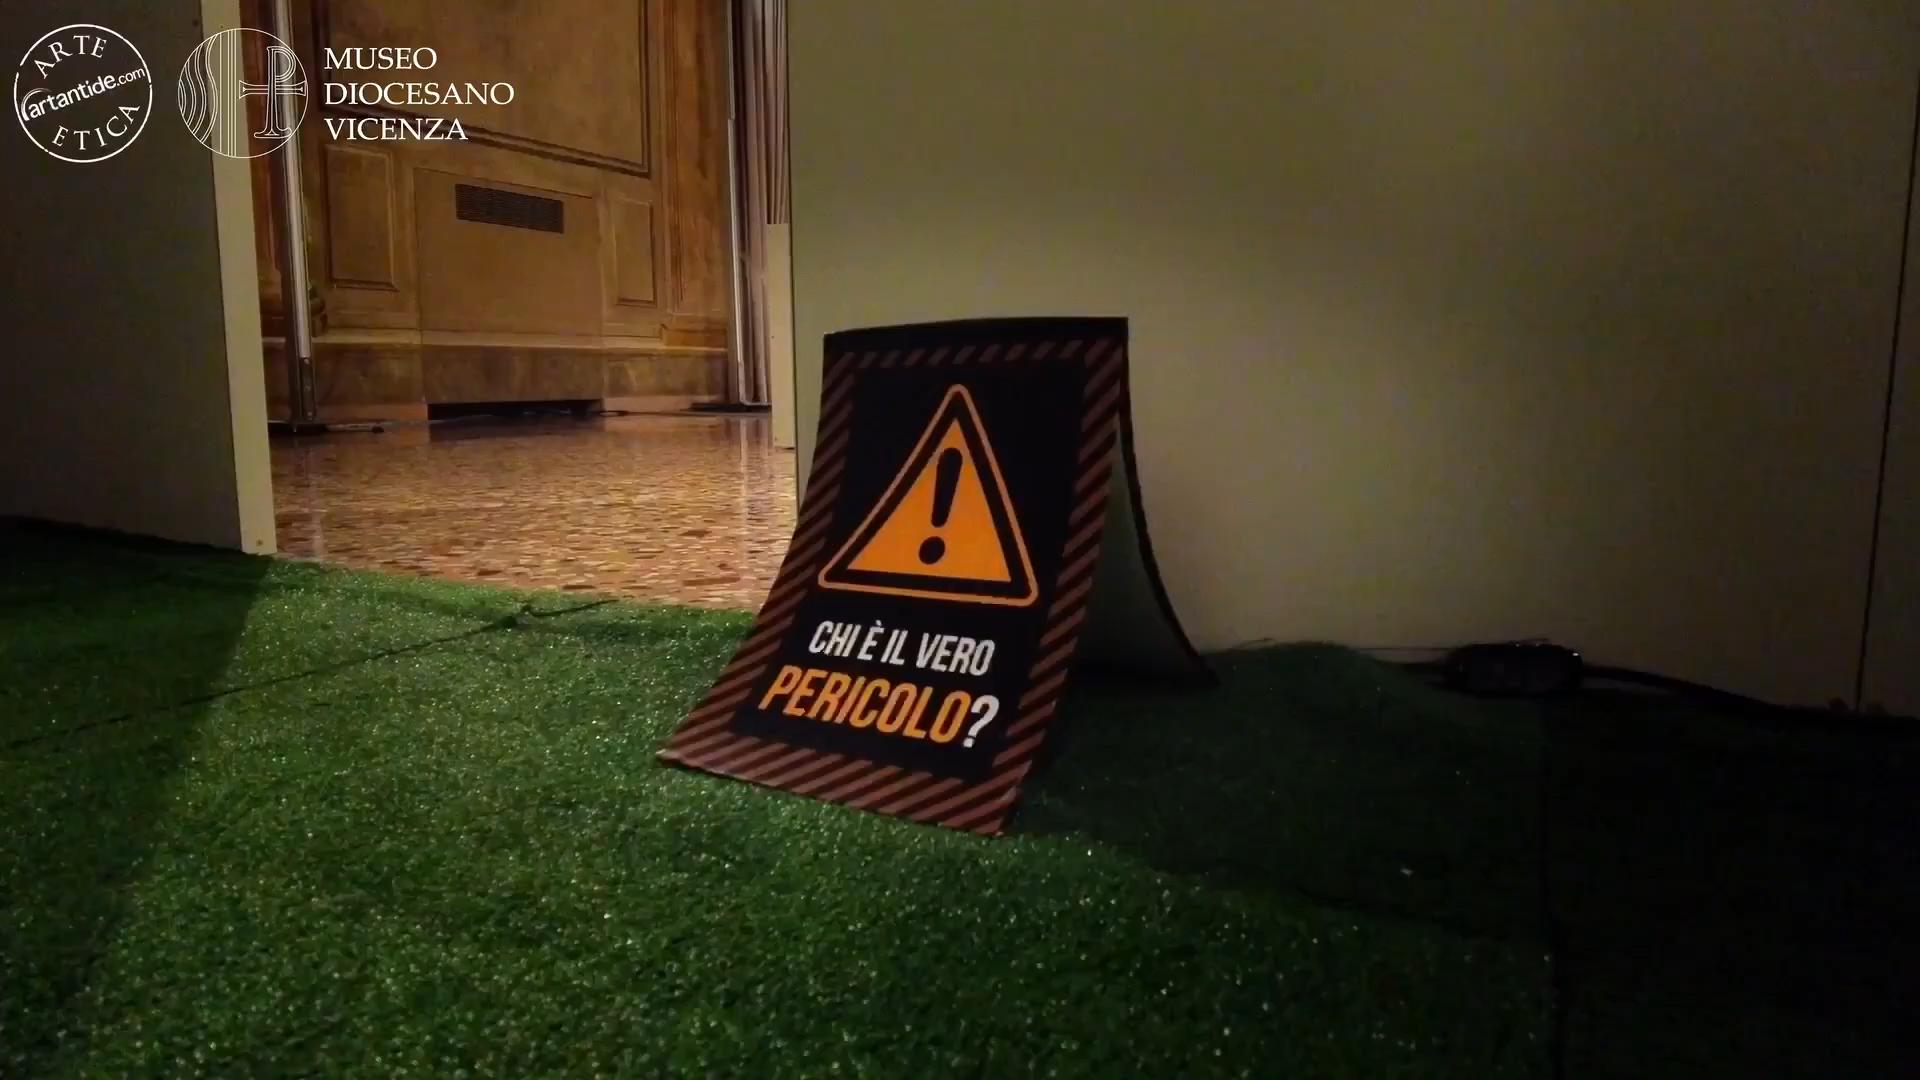 ARTE
artantide.com
ETICA
MUSEO
DIOCESANO
VICENZA
CHI È IL VERO
PERICOLO?